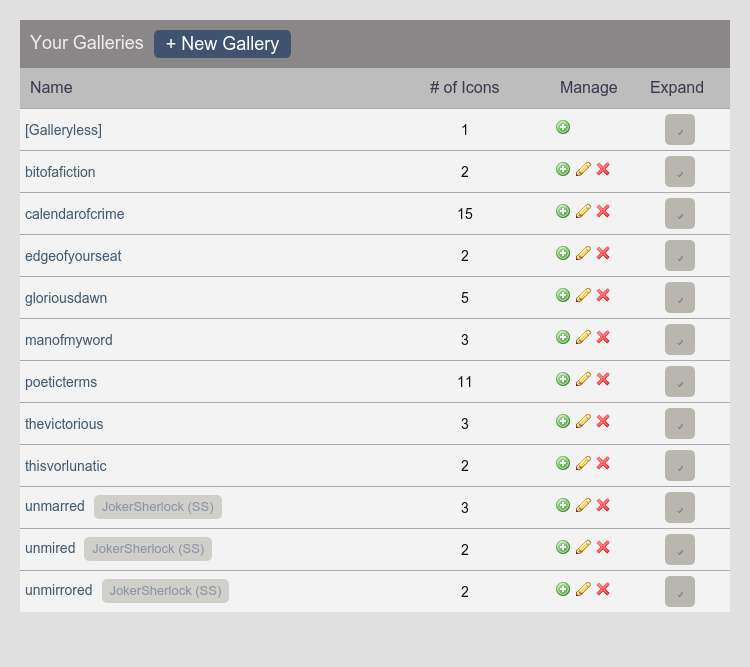 Your Galleries + New Gallery
Name # of Icons Manage Expand
[Galleryless] 1
bitofafiction 2
calendarofcrime 15
edgeofyourseat 2
gloriousdawn 5
manofmyword 3
poeticterms 11
thevictorious 3
thisvorlunatic 2
unmarred JokerSherlock (SS) 3
unmired JokerSherlock (SS) 2
unmirrored JokerSherlock (SS) 2